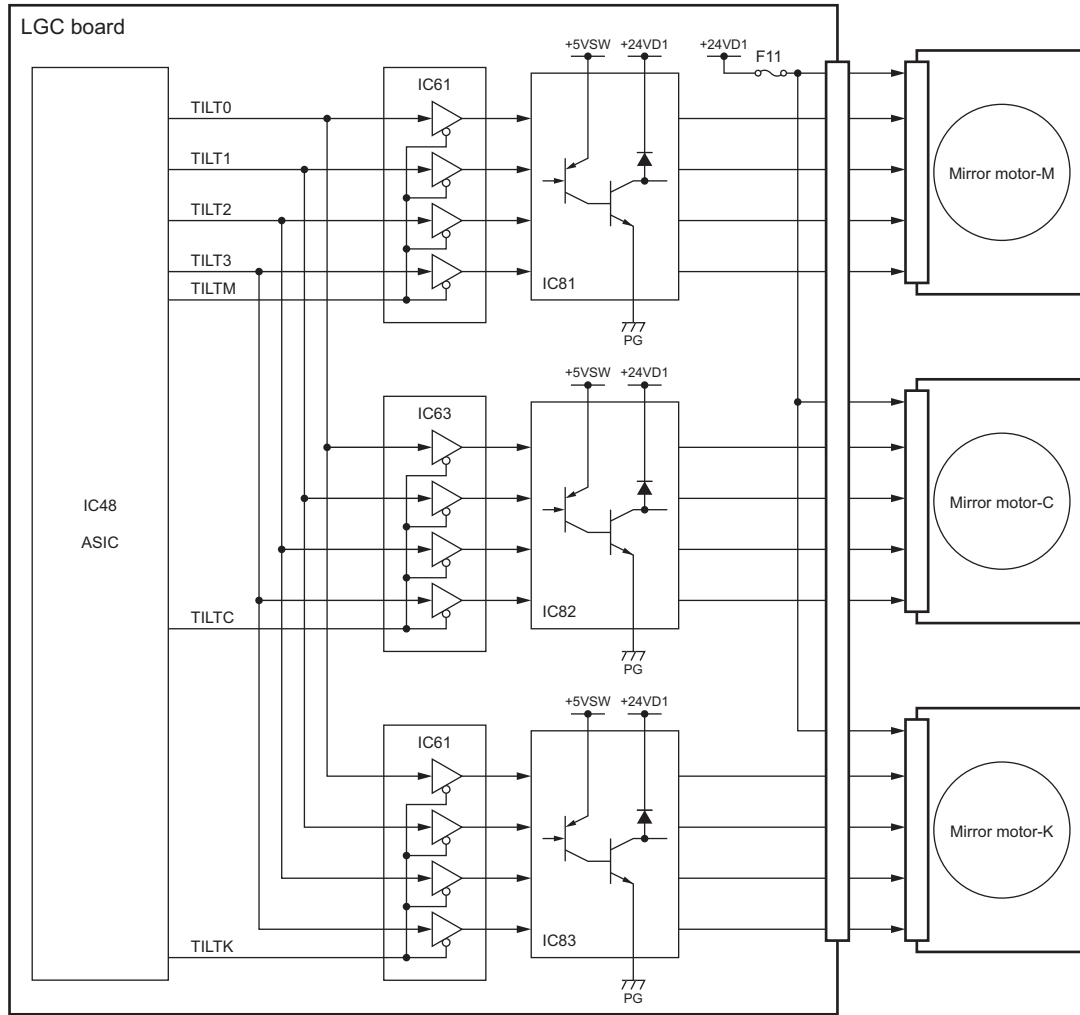 LGC board
+5VSW +24VD1 +24VD1
F11
IC61
TILT0
TILT1
Mirror motor-M
TILT2
TILT3
TILTM
IC81
PG
+5VSW +24VD1
IC63
IC48
ASIC
Mirror motor-C
TILTC
IC82
PG
+5VSW +24VD1
IC61
Mirror motor-K
TILTK
IC83
PG